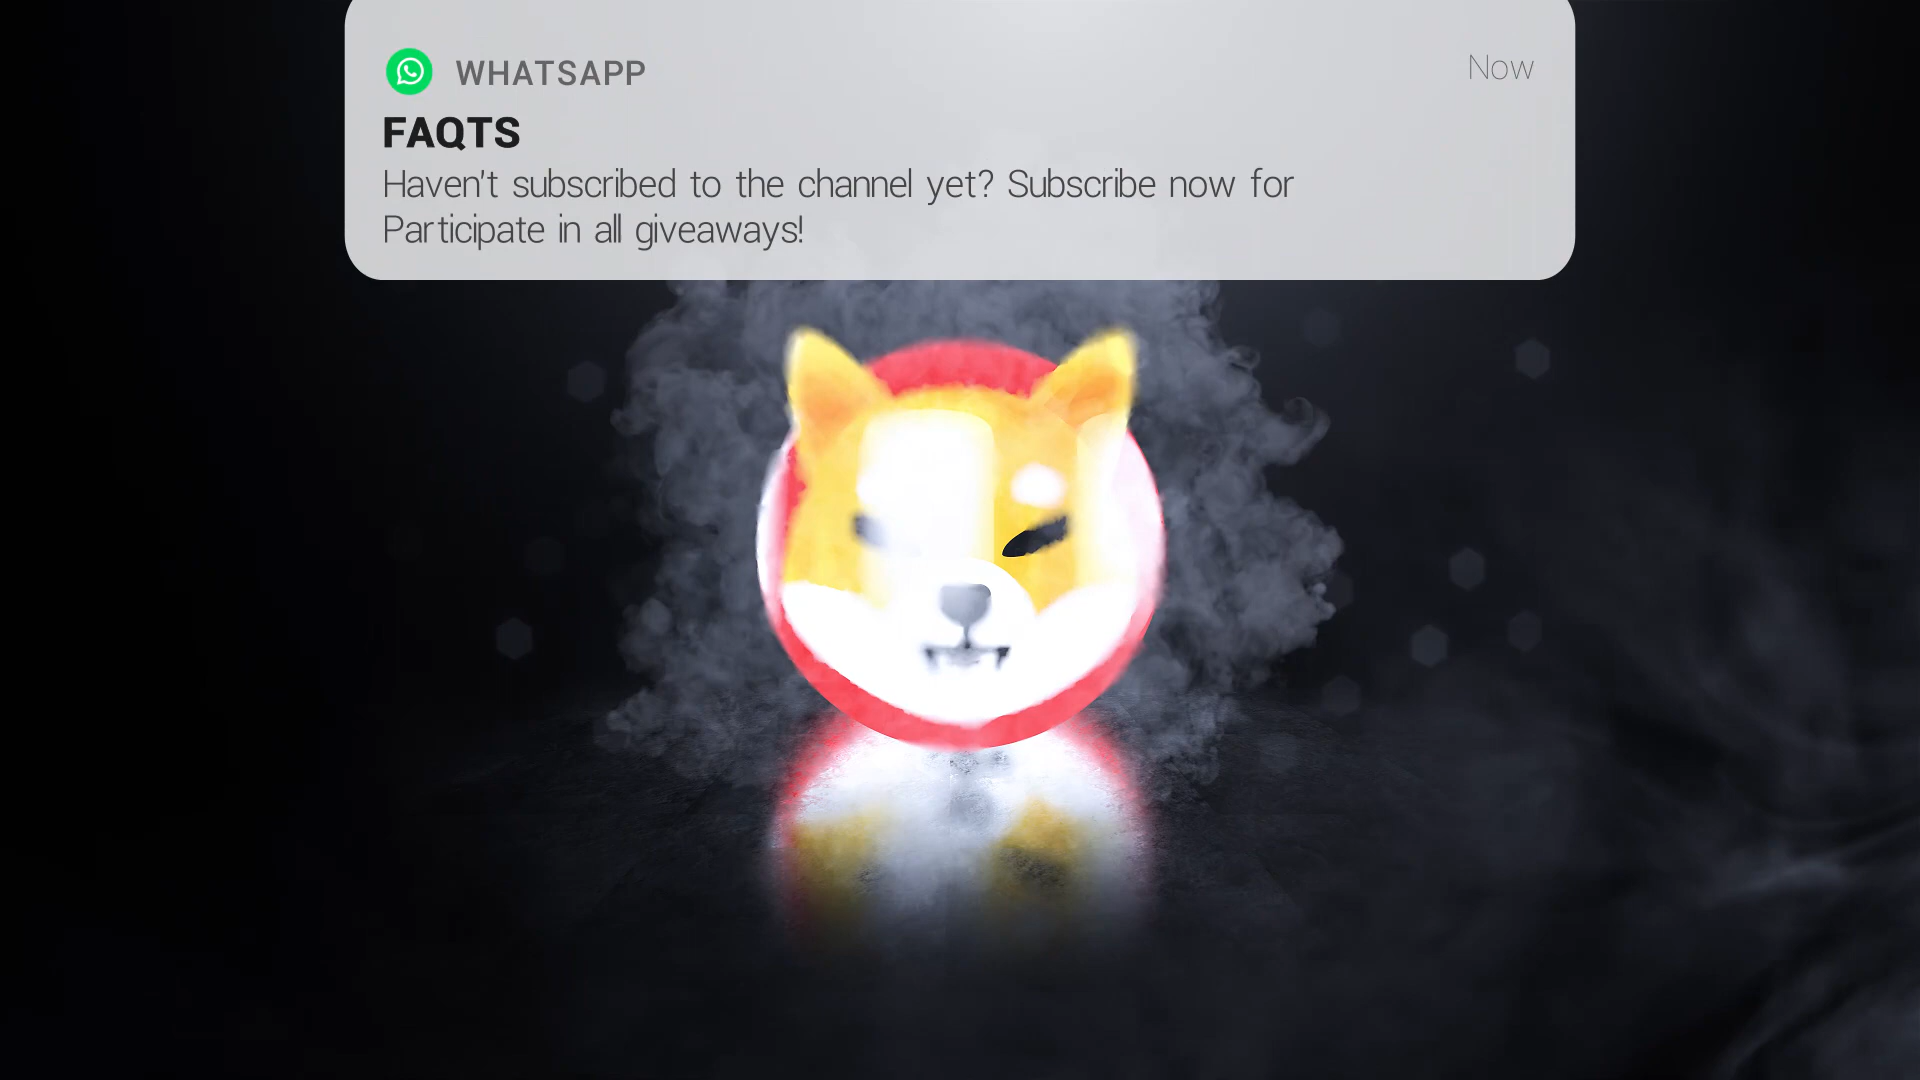 WHATSAPP
Now
FAQTS
Haven't subscribed to the channel yet? Subscribe now for
Participate in all giveaways!